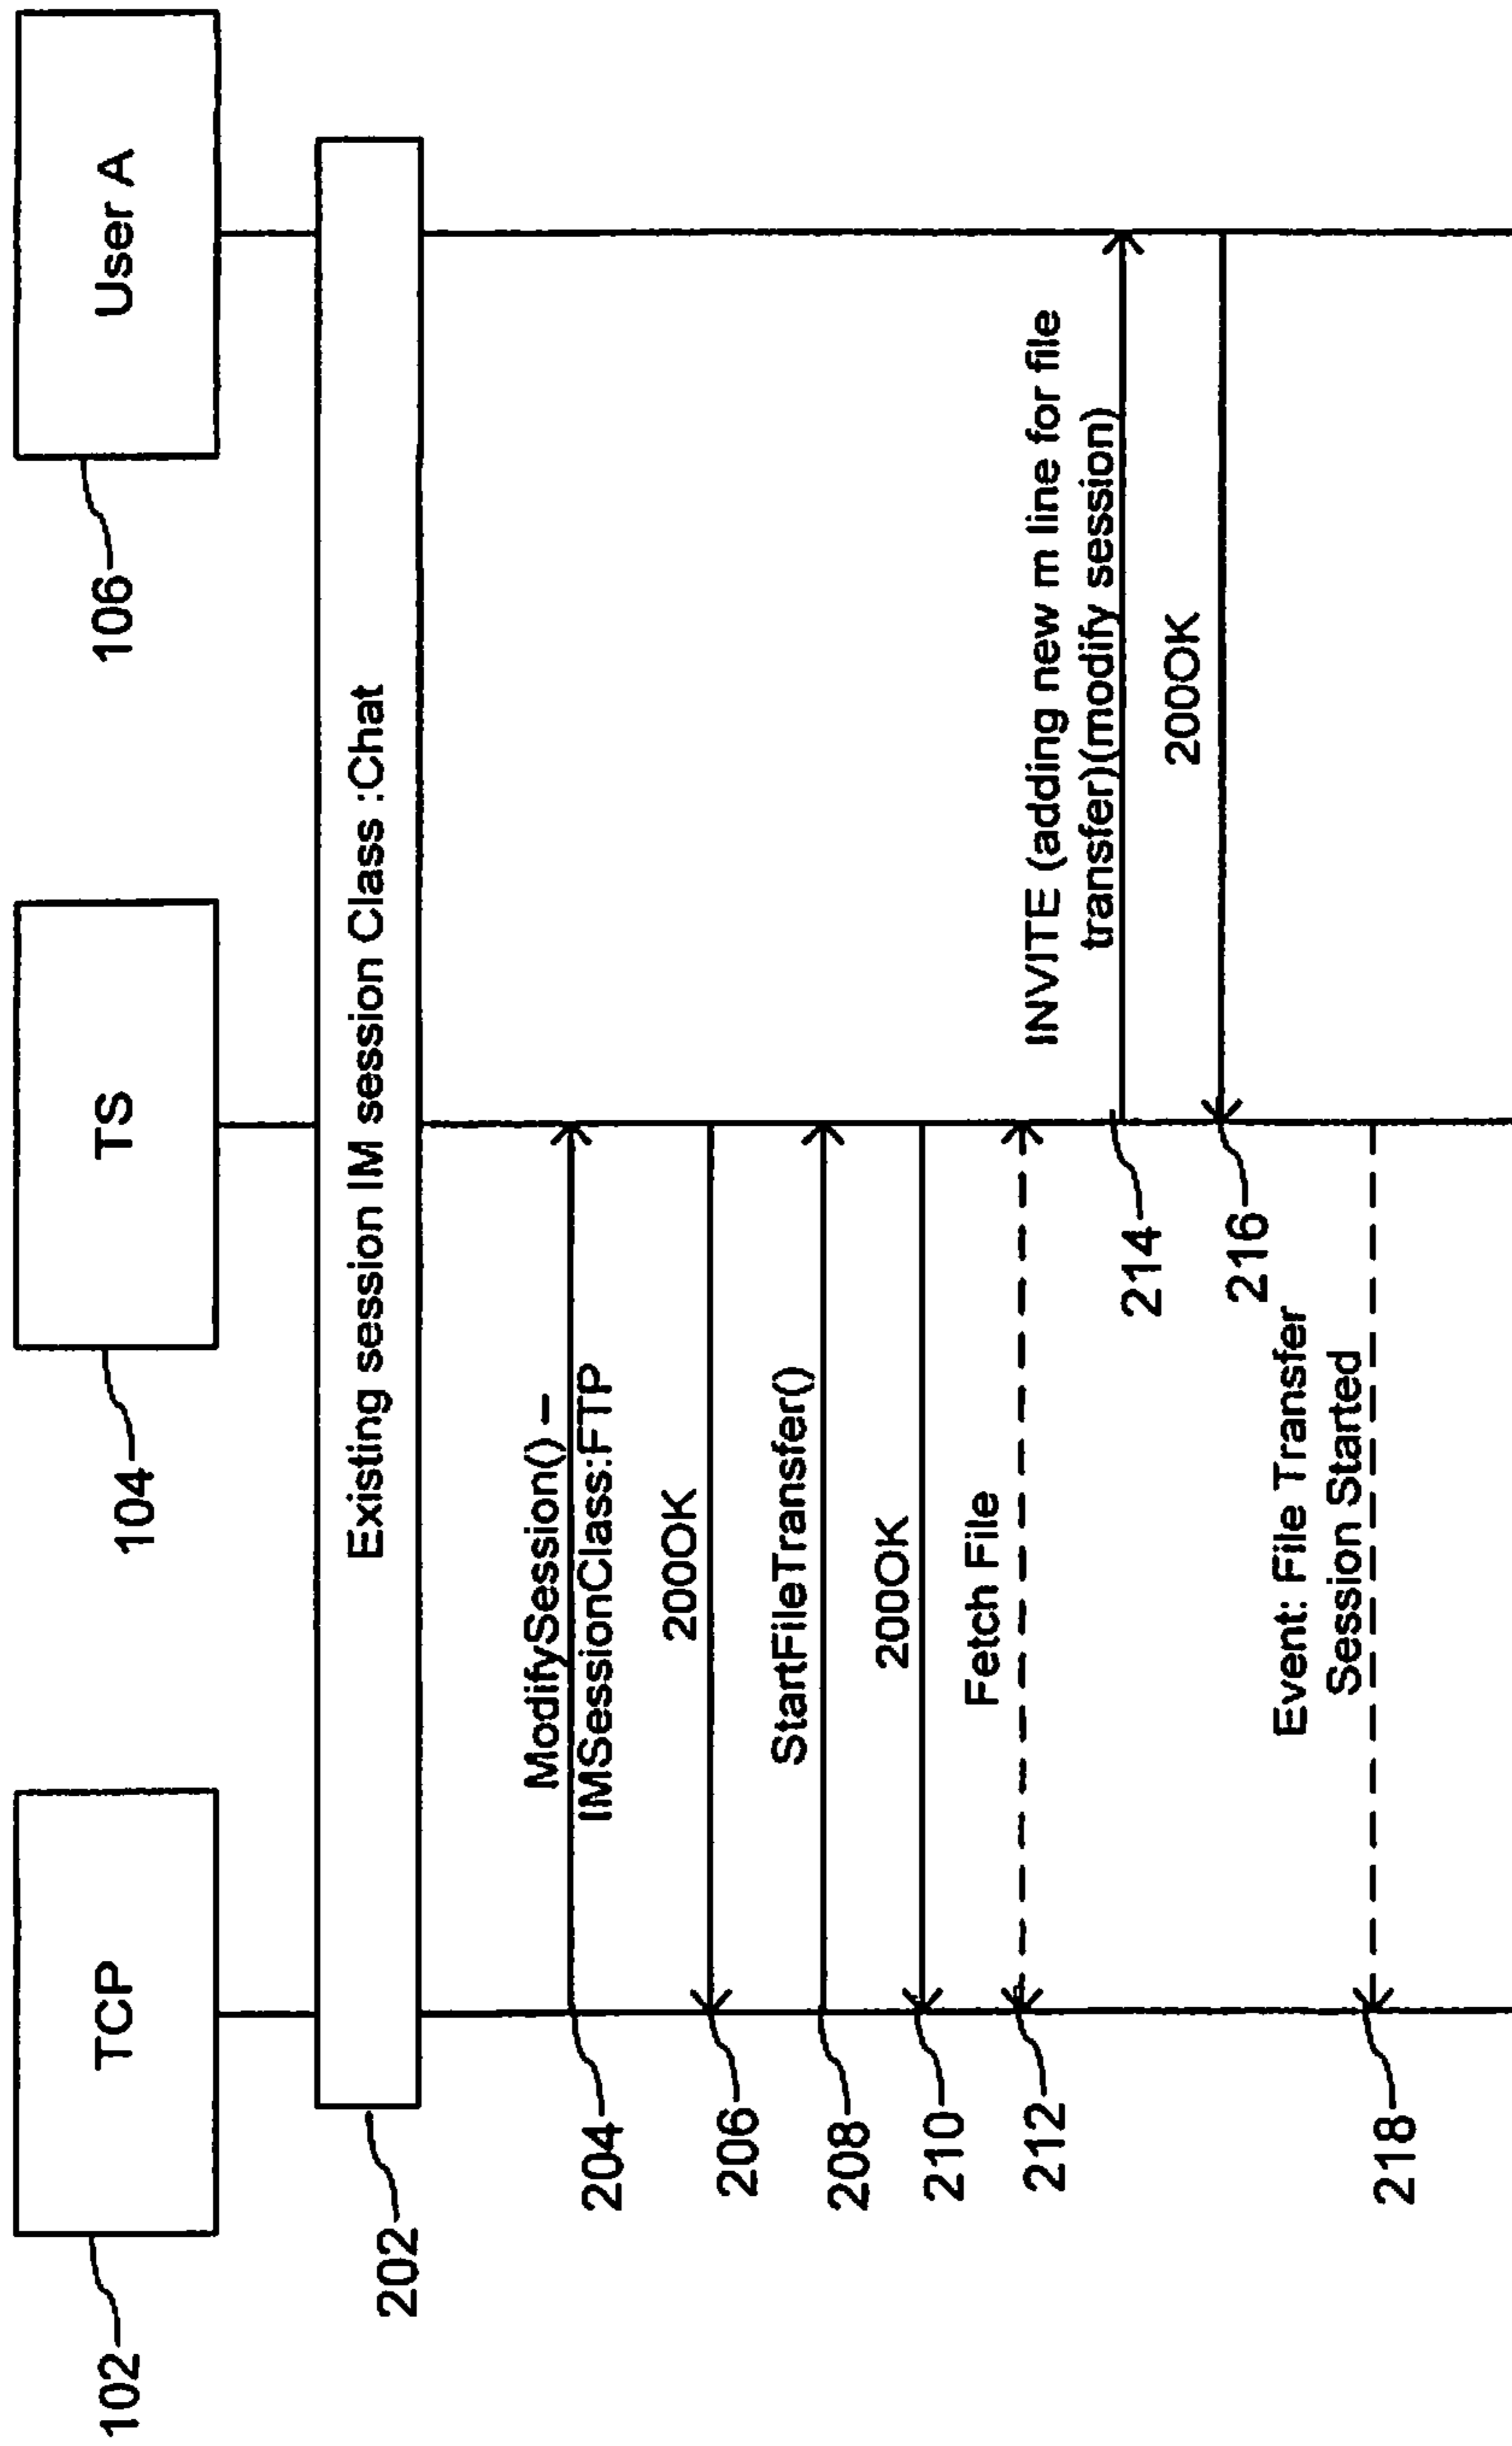 TCP
TS
User A
102
104
106
Existing session IM session Class :Chat
202
ModifySession() –
IMSessionClass:FTP
204
200OK
206
StartFileTransfer()
208
200OK
210
Fetch File
212
INVITE (adding new m line for file
transfer)(modify session)
214
200OK
216
Event: File Transfer
Session Started
218